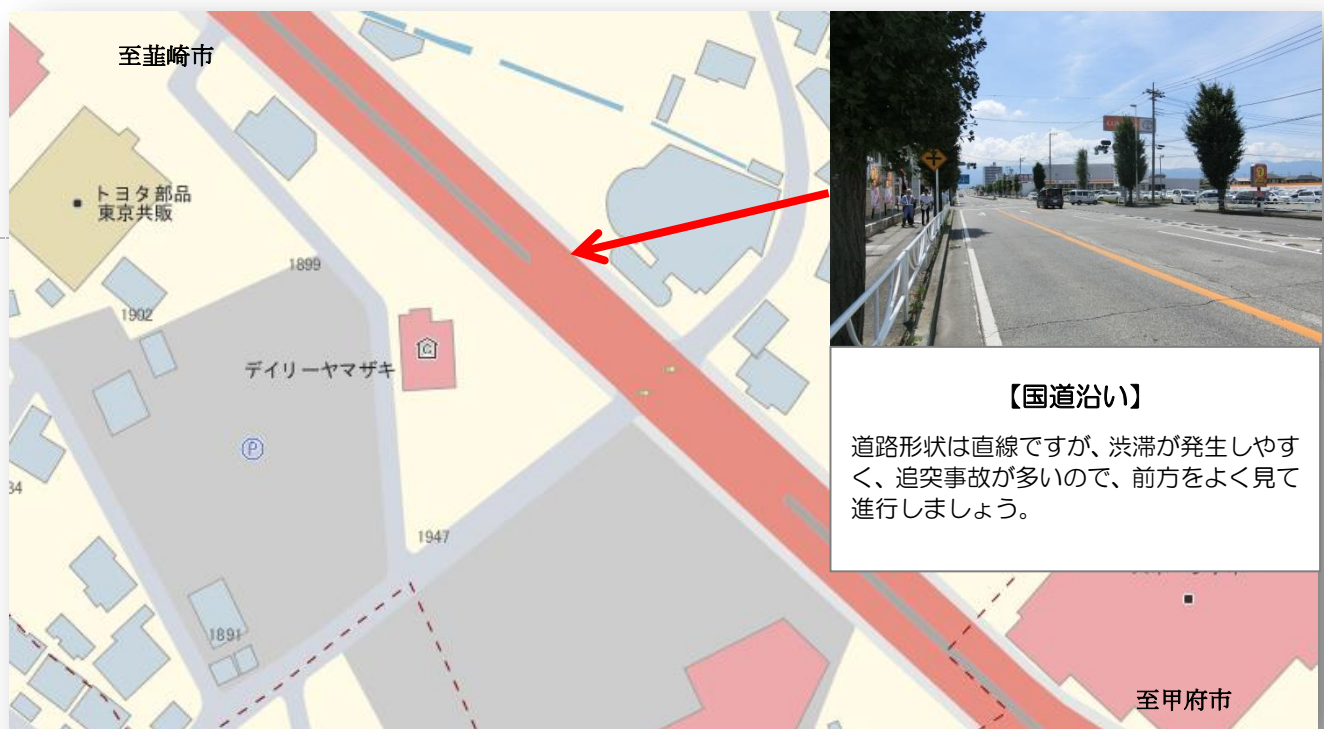 至韮崎市
トヨタ部品
東京共販
1899
1902
デイリーヤマザキ
G
P
34
1947
1891
【国道沿い】
道路形状は直線ですが、渋滞が発生しやす
く、追突事故が多いので、前方をよく見て
進行しましょう。
至甲府市